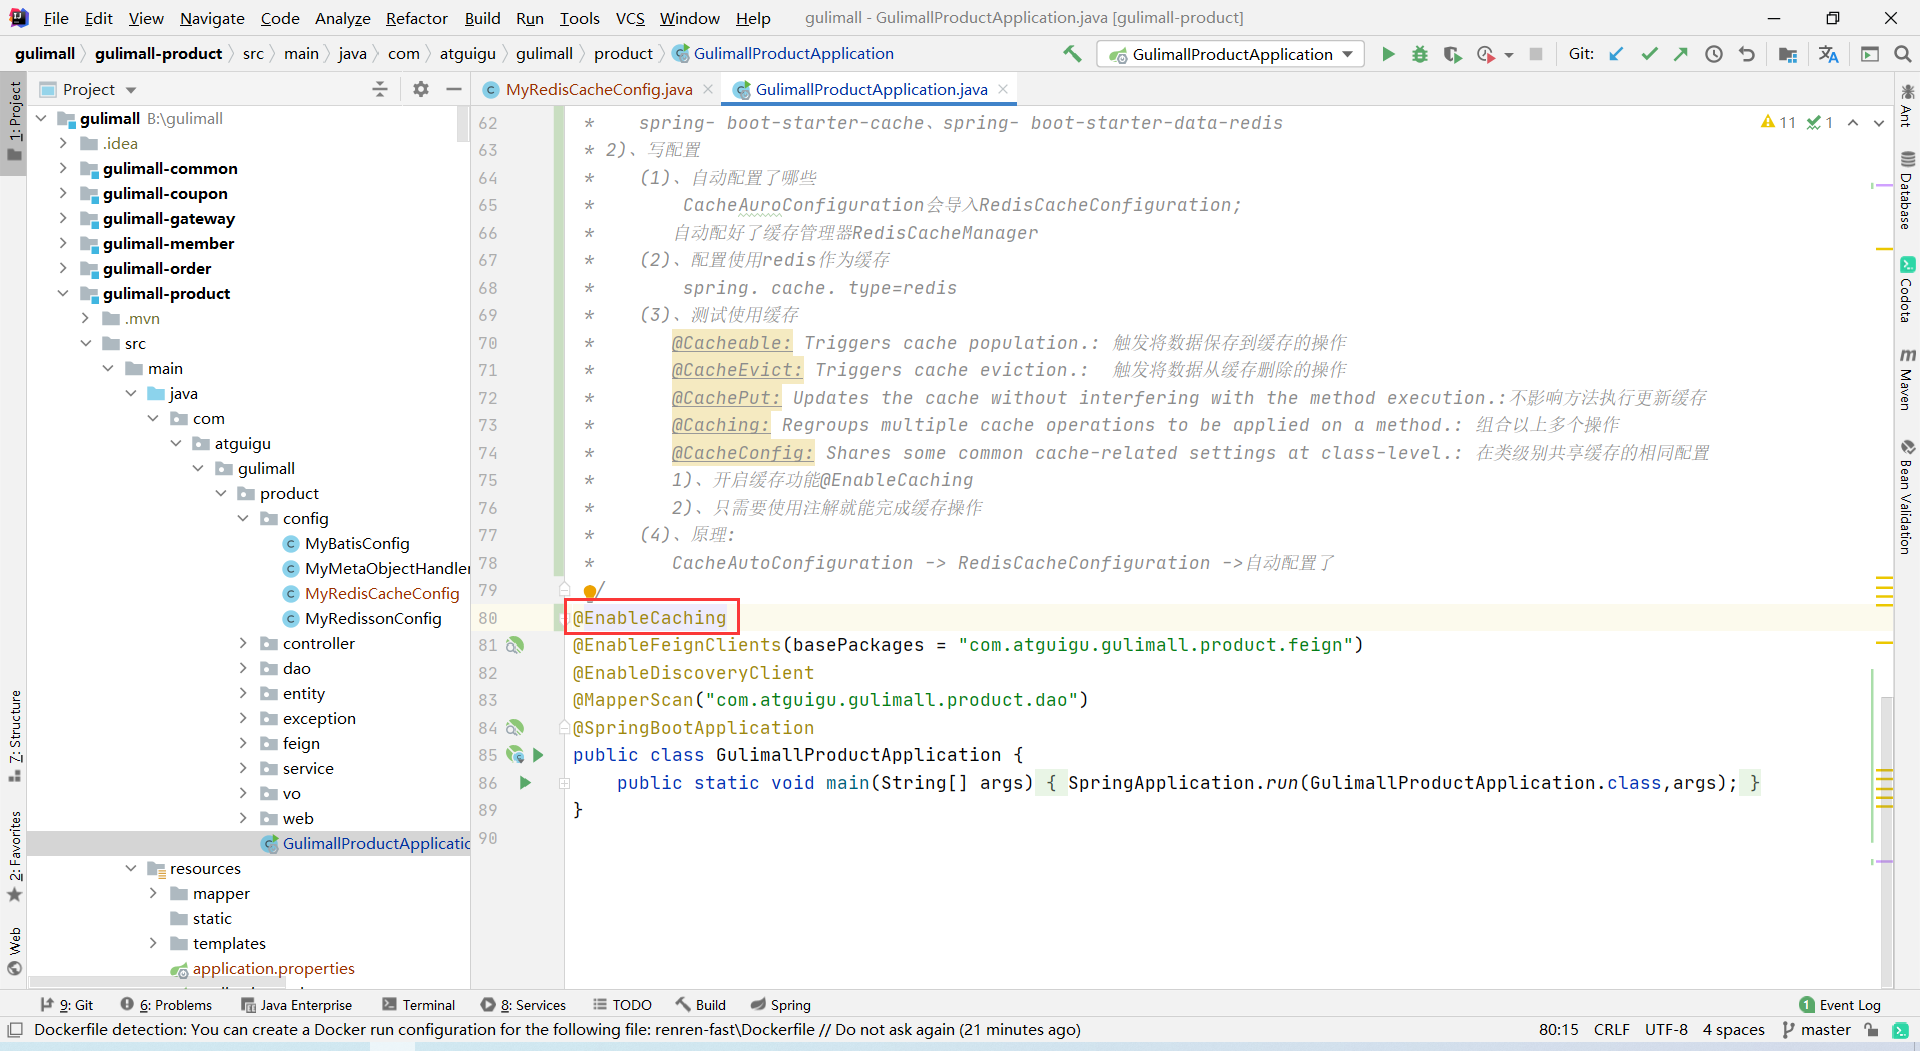 File Edit View Navigate Code Analyze Refactor Build Run Tools VCS Window Help gulimall - GulimallProductApplication.java [gulimall-product]
gulimall gulimall-product src main java com atguigu gulimall product GulimallProductApplication GulimallProductApplication Git:
Project
MyRedisCacheConfig.java GulimallProductApplication.java
1: Project
7: Structure
2: Favorites
Web
gulimall B:\gulimall
.idea
gulimall-common
gulimall-coupon
gulimall-gateway
gulimall-member
gulimall-order
gulimall-product
.mvn
src
main
java
com
atguigu
gulimall
product
config
MyBatisConfig
MyMetaObjectHandler
MyRedisCacheConfig
MyRedissonConfig
controller
dao
entity
exception
feign
service
vo
web
GulimallProductApplicatio
resources
mapper
static
templates
application.properties
11 1
62 * spring- boot-starter-cache、spring- boot-starter-data-redis
63 * 2)、写配置
64 * (1)、自动配置了哪些
65 * CacheAuroConfiguration会导入RedisCacheConfiguration;
66 * 自动配好了缓存管理器RedisCacheManager
67 * (2)、配置使用redis作为缓存
68 * spring. cache. type=redis
69 * (3)、测试使用缓存
70 * @Cacheable: Triggers cache population.: 触发将数据保存到缓存的操作
71 * @CacheEvict: Triggers cache eviction.: 触发将数据从缓存删除的操作
72 * @CachePut: Updates the cache without interfering with the method execution.:不影响方法执行更新缓存
73 * @Caching: Regroups multiple cache operations to be applied on a method.: 组合以上多个操作
74 * @CacheConfig: Shares some common cache-related settings at class-level.: 在类级别共享缓存的相同配置
75 * 1)、开启缓存功能@EnableCaching
76 * 2)、只需要使用注解就能完成缓存操作
77 * (4)、原理:
78 * CacheAutoConfiguration -> RedisCacheConfiguration ->自动配置了
79 /
80 @EnableCaching
81 @EnableFeignClients(basePackages = "com.atguigu.gulimall.product.feign")
82 @EnableDiscoveryClient
83 @MapperScan("com.atguigu.gulimall.product.dao")
84 @SpringBootApplication
85 public class GulimallProductApplication {
86 public static void main(String[] args) { SpringApplication.run(GulimallProductApplication.class,args); }
89 }
90
Ant
Database
Codota
Maven
Bean Validation
9: Git 6: Problems Java Enterprise Terminal 8: Services TODO Build Spring 1 Event Log
Dockerfile detection: You can create a Docker run configuration for the following file: renren-fast\Dockerfile // Do not ask again (21 minutes ago) 80:15 CRLF UTF-8 4 spaces master